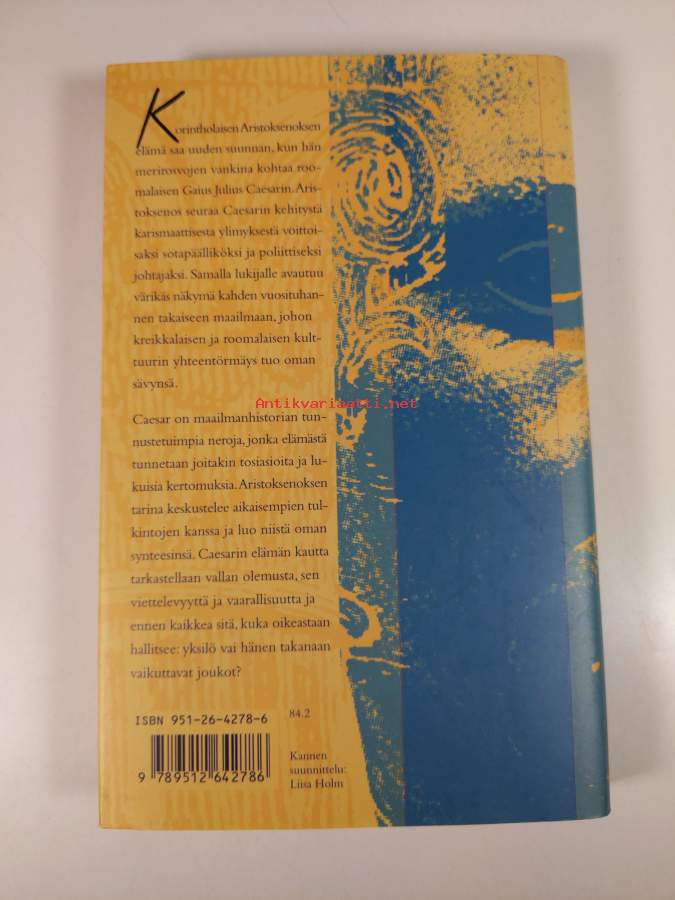 Korintholaisen Aristoksenoksen
elämä saa uuden suunnan, kun hän
merirosvojen vankina kohtaa roo-
malaisen Gaius Julius Caesarin. Aris-
toksenos seuraa Caesarin kehitystä
karismaattisesta ylimyksestä voittoi-
saksi sotapäälliköksi ja poliittiseksi
johtajaksi. Samalla lukijalle avautuu
värikäs näkymä kahden vuosituhan-
nen takaiseen maailmaan, johon
kreikkalaisen ja roomalaisen kult-
tuurin yhteentörmäys tuo oman
sävynsä.
Antikvariaatti.net
Caesar on maailmanhistorian tun-
nustetuimpia neroja, jonka elämästä
tunnetaan joitakin tosiasioita ja lu-
kuisia kertomuksia. Aristoksenoksen
tarina keskustelee aikaisempien tul-
kintojen kanssa ja luo niistä oman
synteesinsä. Caesarin elämän kautta
tarkastellaan vallan olemusta, sen
viettelevyyttä ja vaarallisuutta ja
ennen kaikkea sitä, kuka oikeastaan
hallitsee: yksilö vai hänen takanaan
vaikuttavat joukot?
ISBN 951-26-4278-6
84.2
9 789512 642786
Kannen
suunnittelu:
Liisa Holm